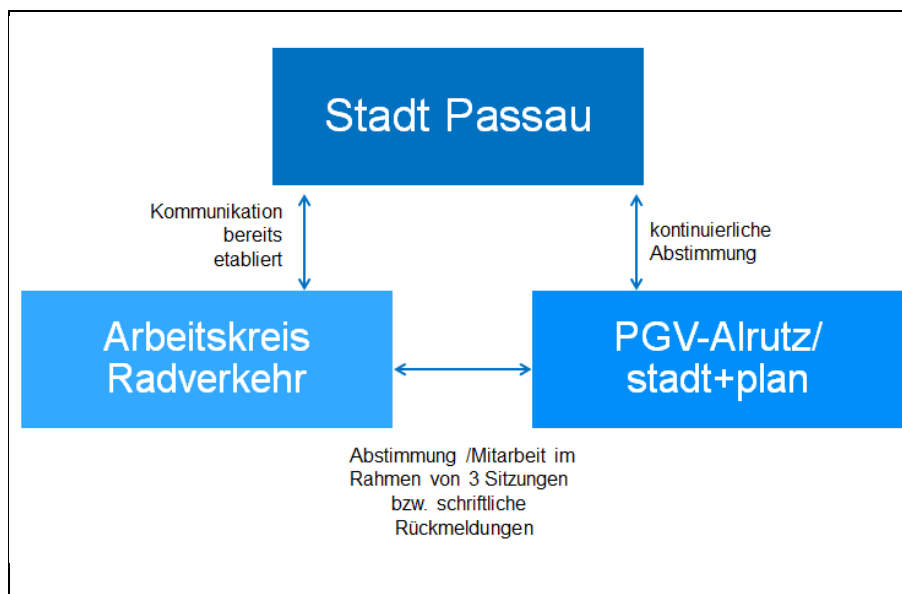 Stadt Passau
Kommunikation
bereits
etabliert
kontinuierliche
Abstimmung
Arbeitskreis
Radverkehr
PGV-Alrutz/
stadt+plan
Abstimmung /Mitarbeit im
Rahmen von 3 Sitzungen
bzw. schriftliche
Rückmeldungen